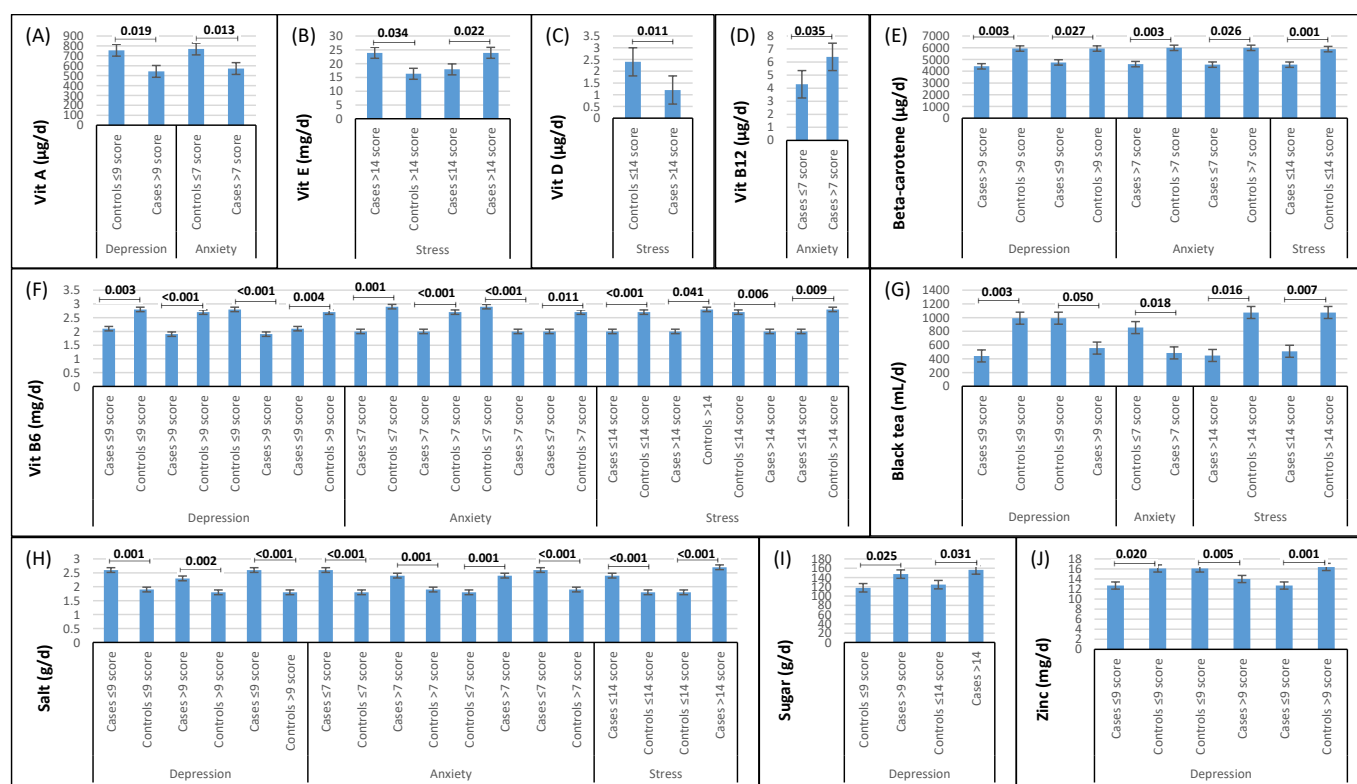 (A)
Vit A (µg/d)
900
800
700
600
500
400
300
200
100
0
0.019
0.013
Controls ≤9 score
Cases >9 score
Controls ≤7 score
Cases >7 score
Depression
Anxiety
(B)
Vit E (mg/d)
30
25
20
15
10
5
0
0.034
0.022
Cases >14 score
Controls >14 score
Cases ≤14 score
Cases >14 score
Stress
(C)
Vit D (µg/d)
3.5
3
2.5
2
1.5
1
0.5
0
0.011
Controls ≤14 score
Cases >14 score
Stress
(D)
Vit B12 (µg/d)
8
7
6
5
4
3
2
1
0
0.035
Cases ≤7 score
Cases >7 score
Anxiety
(E)
Beta-carotene (µg/d)
7000
6000
5000
4000
3000
2000
1000
0
0.003
0.027
0.003
0.026
0.001
Cases >9 score
Controls >9 score
Cases ≤9 score
Controls >9 score
Cases >7 score
Controls >7 score
Cases ≤7 score
Controls >7 score
Cases ≤14 score
Controls ≤14 score
Depression
Anxiety
Stress
(F)
Vit B6 (mg/d)
3.5
3
2.5
2
1.5
1
0.5
0
0.003
<0.001
<0.001
0.004
0.001
<0.001
<0.001
0.011
<0.001
0.041
0.006
0.009
Cases ≤9 score
Controls ≤9 score
Cases >9 score
Controls >9 score
Controls ≤9 score
Cases >9 score
Cases ≤9 score
Controls >9 score
Cases ≤7 score
Controls ≤7 score
Cases >7 score
Controls >7 score
Controls ≤7 score
Cases >7 score
Cases ≤7 score
Controls >7 score
Cases ≤14 score
Controls ≤14 score
Cases >14 score
Controls >14
Controls ≤14 score
Cases >14 score
Cases ≤14 score
Controls >14 score
Depression
Anxiety
Stress
(G)
Black tea (mL/d)
1400
1200
1000
800
600
400
200
0
0.003
0.050
0.018
0.016
0.007
Cases ≤9 score
Controls ≤9 score
Controls ≤9 score
Cases >9 score
Controls ≤7 score
Cases >7 score
Cases >14 score
Controls >14 score
Cases ≤14 score
Controls >14 score
Depression
Anxiety
Stress
(H)
Salt (g/d)
3
2.5
2
1.5
1
0.5
0
0.001
0.002
<0.001
<0.001
0.001
0.001
<0.001
<0.001
<0.001
Cases ≤9 score
Controls ≤9 score
Cases >9 score
Controls >9 score
Cases ≤9 score
Controls >9 score
Cases ≤7 score
Controls ≤7 score
Cases >7 score
Controls >7 score
Controls ≤7 score
Cases >7 score
Cases ≤7 score
Controls >7 score
Cases ≤14 score
Controls ≤14 score
Controls ≤14 score
Cases >14 score
Depression
Anxiety
Stress
(I)
Sugar (g/d)
180
160
140
120
100
80
60
40
20
0
0.025
0.031
Controls ≤9 score
Cases >9 score
Controls ≤14 score
Cases >14
Depression
(J)
Zinc (mg/d)
18
16
14
12
10
8
6
4
2
0
0.020
0.005
0.001
Cases ≤9 score
Controls ≤9 score
Controls ≤9 score
Cases >9 score
Cases ≤9 score
Controls >9 score
Depression